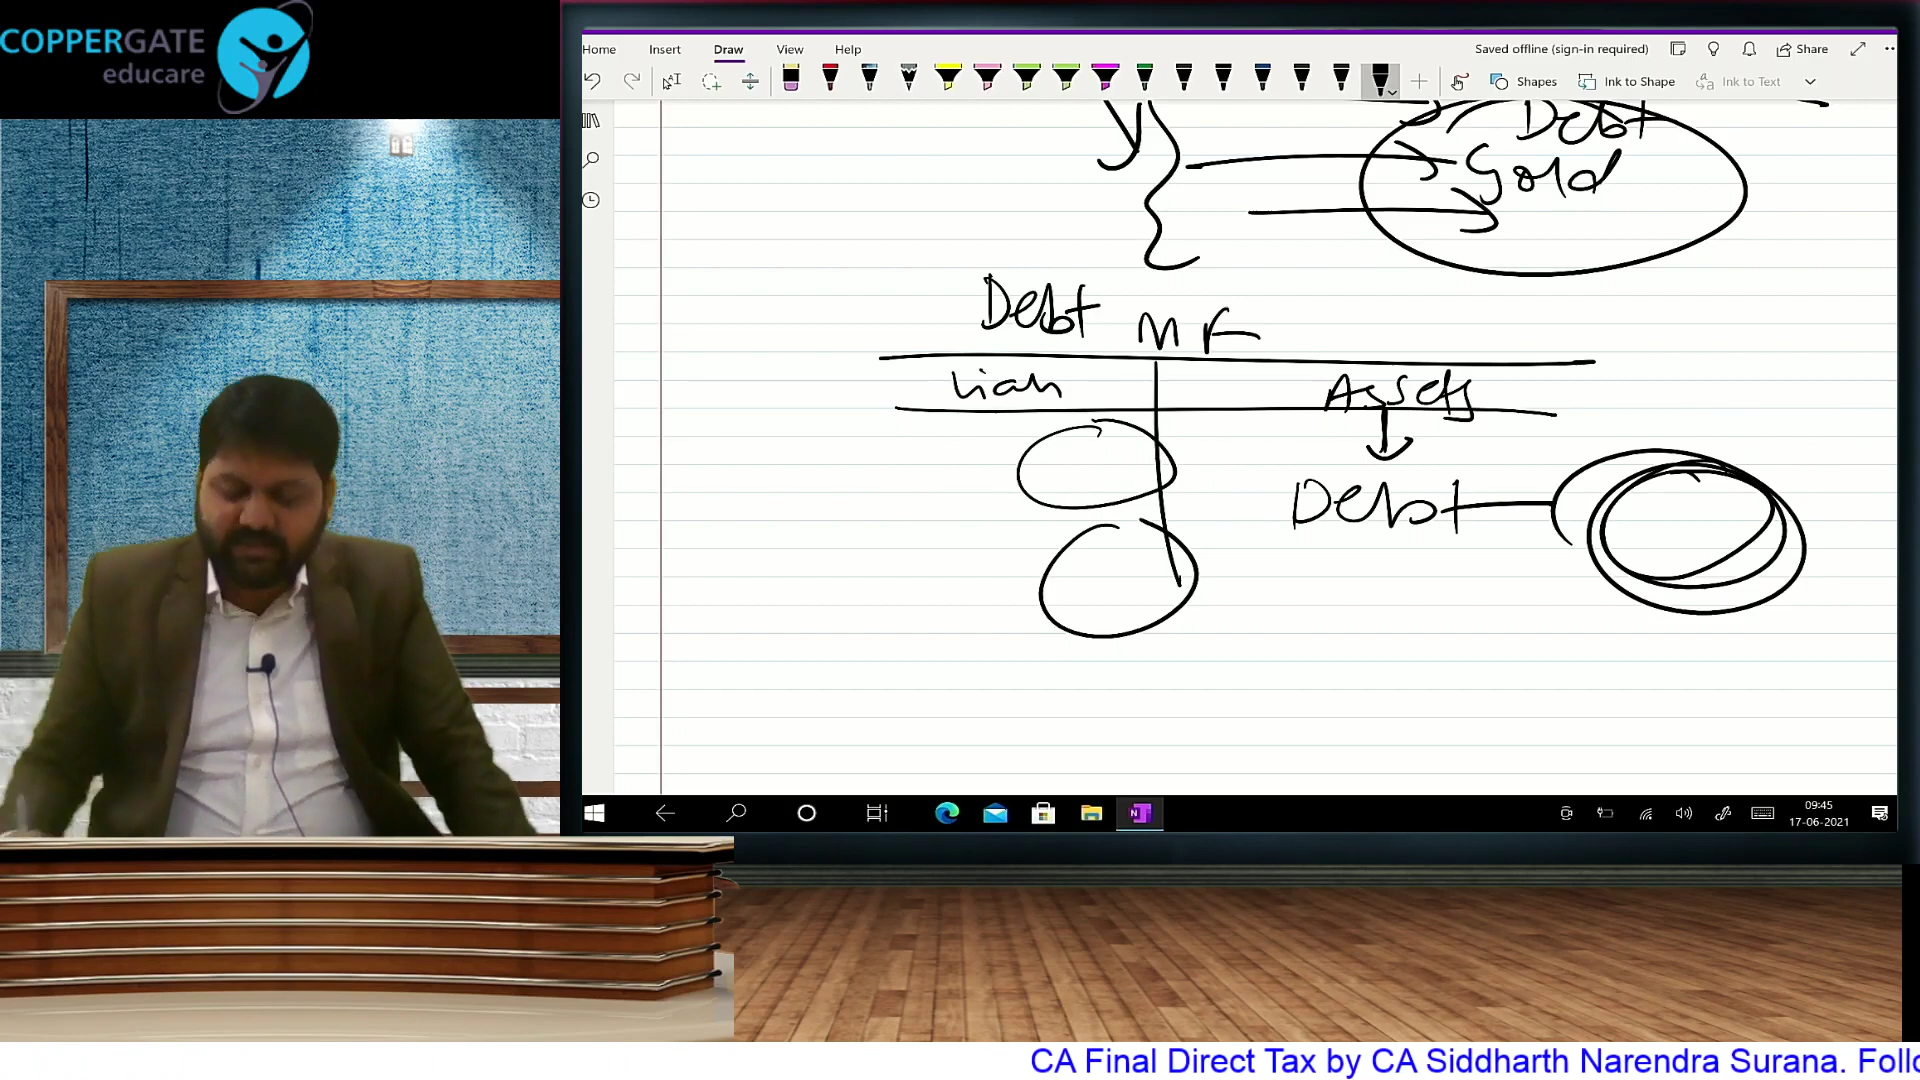 COPPERGATE
educare
Home Insert Draw View Help Saved offline (sign-in required) Share
Shapes Ink to Shape Ink to Text
Debt
Gold
Debt MF
Assets
Debt
09:45
17-06-2021
CA Final Direct Tax by CA Siddharth Narendra Surana. Follo